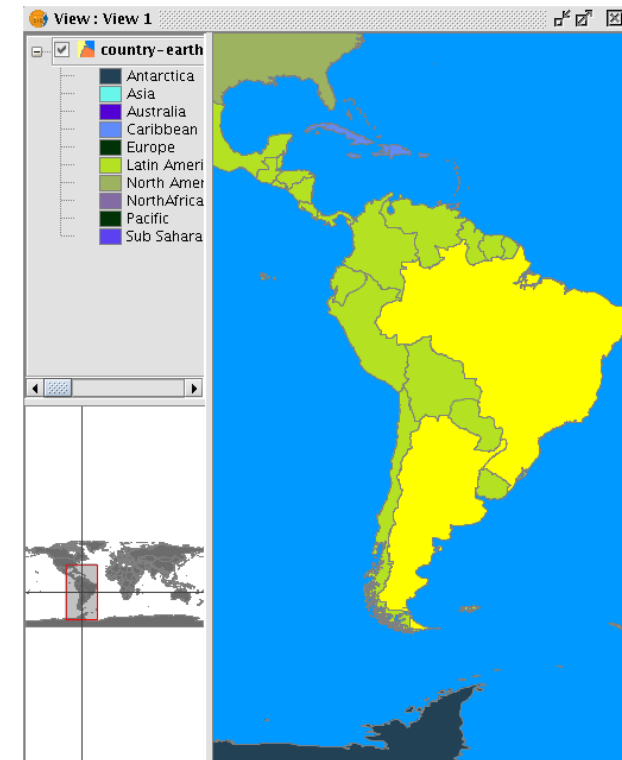 View : View 1
country-earth
Antarctica
Asia
Australia
Caribbean
Europe
Latin Ameri
North Amer
NorthAfrica
Pacific
Sub Sahara